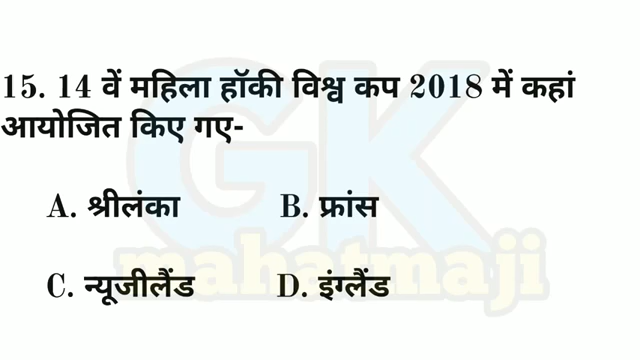 15. 14 वें महिला हॉकी विश्व कप 2018 में कहां
आयोजित किए गए-
A. श्रीलंका B. फ्रांस
C. न्यूजीलैंड D. इंग्लैंड
GK
mahatmaji